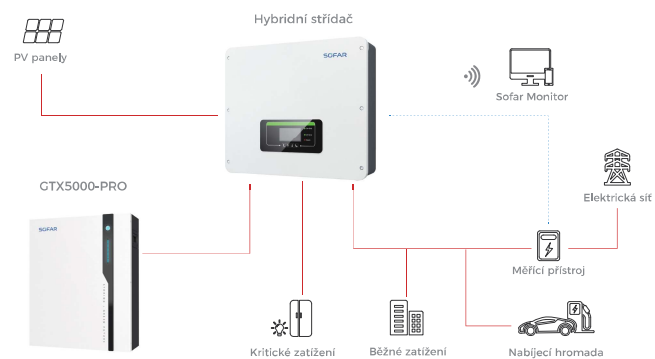 Hybridní střídač
PV panely
SOFAR
Sofar Monitor
GTX5000-PRO
Elektrická síť
SOFAR
Měřící přístroj
Kritické zatížení
Běžné zatížení
Nabíjecí hromada